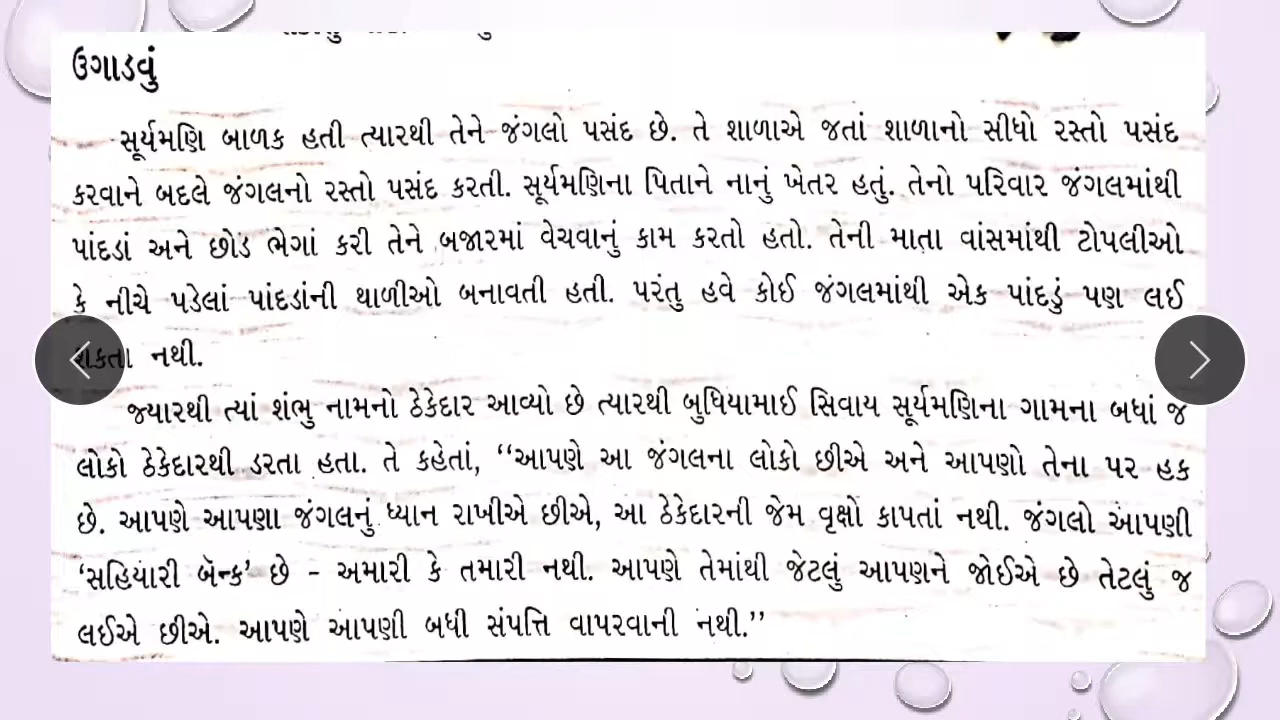 ઉગાડવું
સૂર્યમણિ બાળક હતી ત્યારથી તેને જંગલો પસંદ છે. તે શાળાએ જતાં શાળાનો સીધો રસ્તો પસંદ
કરવાને બદલે જંગલનો રસ્તો પસંદ કરતી. સૂર્યમણિના પિતાને નાનું ખેતર હતું. તેનો પરિવાર જંગલમાંથી
પાંદડાં અને છોડ ભેગાં કરી તેને બજારમાં વેચવાનું કામ કરતો હતો. તેની માતા વાંસમાંથી ટોપલીઓ
કે નીચે પડેલાં પાંદડાંની થાળીઓ બનાવતી હતી. પરંતુ હવે કોઈ જંગલમાંથી એક પાંદડું પણ લઈ
શકતા નથી.
જ્યારથી ત્યાં શંભુ નામનો ઠેકેદાર આવ્યો છે ત્યારથી બુધિયામાઈ સિવાય સૂર્યમણિના ગામના બધાં જ
લોકો ઠેકેદારથી ડરતા હતા. તે કહેતાં, “આપણે આ જંગલના લોકો છીએ અને આપણો તેના પર હક
છે. આપણે આપણા જંગલનું ધ્યાન રાખીએ છીએ, આ ઠેકેદારની જેમ વૃક્ષો કાપતાં નથી. જંગલો આપણી
‘સહિયારી બૅન્ક’ છે – અમારી કે તમારી નથી. આપણે તેમાંથી જેટલું આપણને જોઈએ છે તેટલું જ
લઈએ છીએ. આપણે આપણી બધી સંપત્તિ વાપરવાની નથી.”